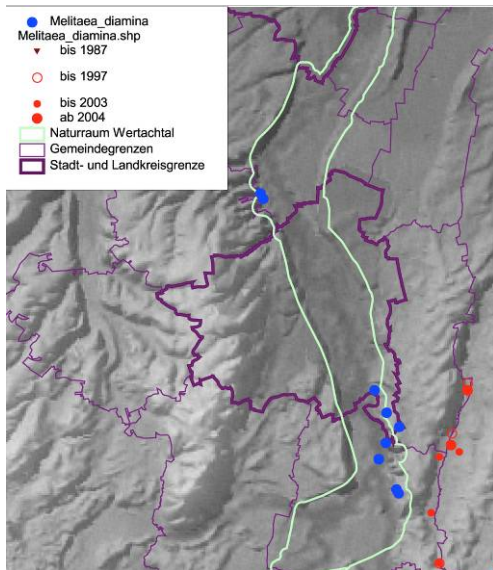 Melitaea_diamina
Melitaea_diamina.shp
bis 1987
bis 1997
bis 2003
ab 2004
Naturraum Wertachtal
Gemeindegrenzen
Stadt- und Landkreisgrenze